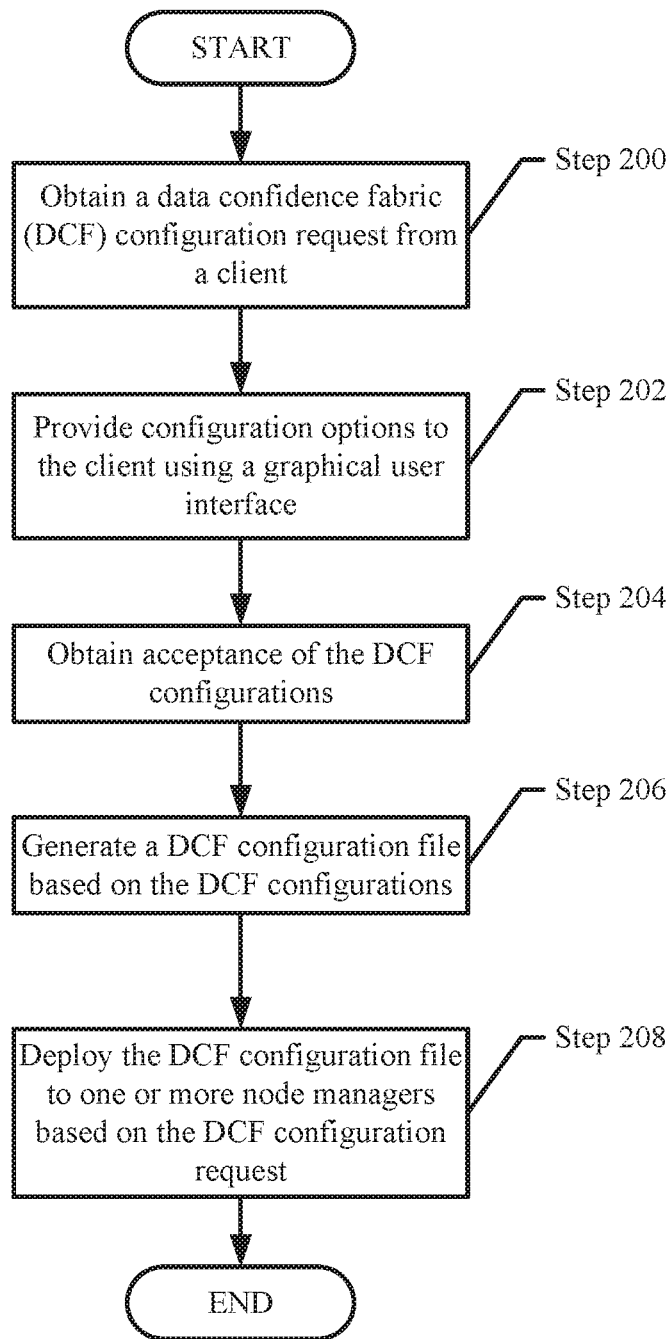 START
Step 200
Obtain a data confidence fabric
(DCF) configuration request from
a client
Step 202
Provide configuration options to
the client using a graphical user
interface
Step 204
Obtain acceptance of the DCF
configurations
Step 206
Generate a DCF configuration file
based on the DCF configurations
Step 208
Deploy the DCF configuration file
to one or more node managers
based on the DCF configuration
request
END